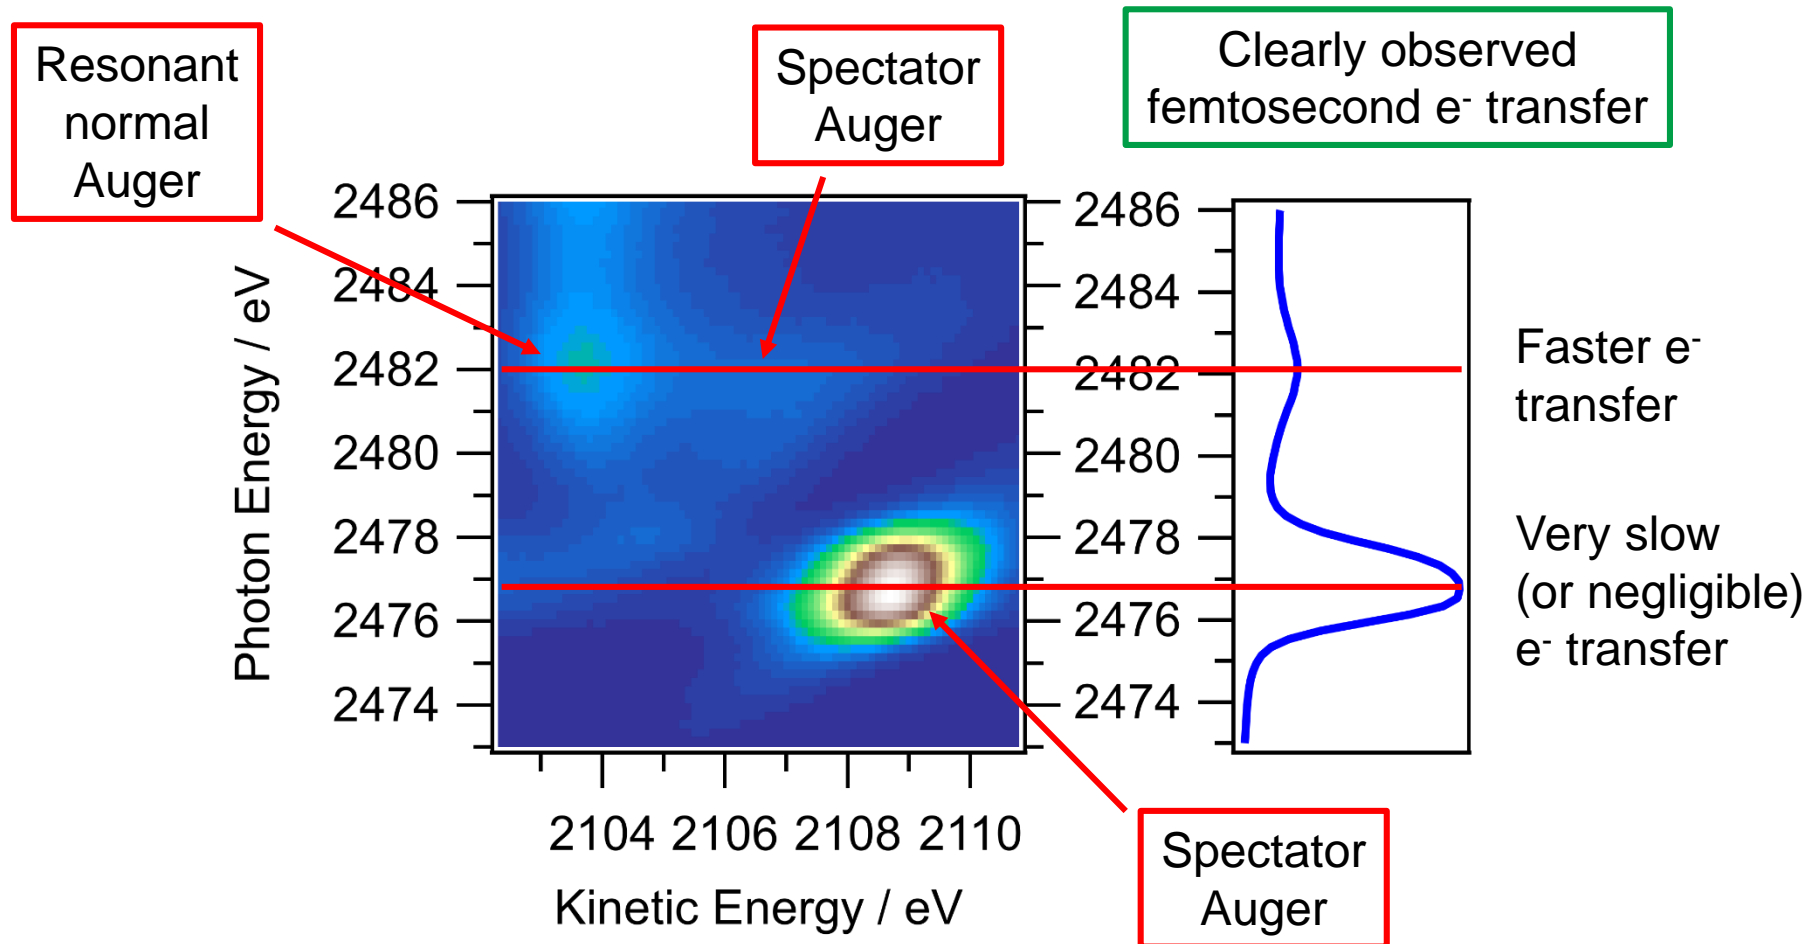 Resonant
normal
Auger
Spectator
Auger
Clearly observed
femtosecond e- transfer
Photon Energy / eV
2486
2484
2482
2480
2478
2476
2474
2104 2106 2108 2110
Kinetic Energy / eV
2486
2484
2482
2480
2478
2476
2474
Faster e-
transfer
Very slow
(or negligible)
e- transfer
Spectator
Auger